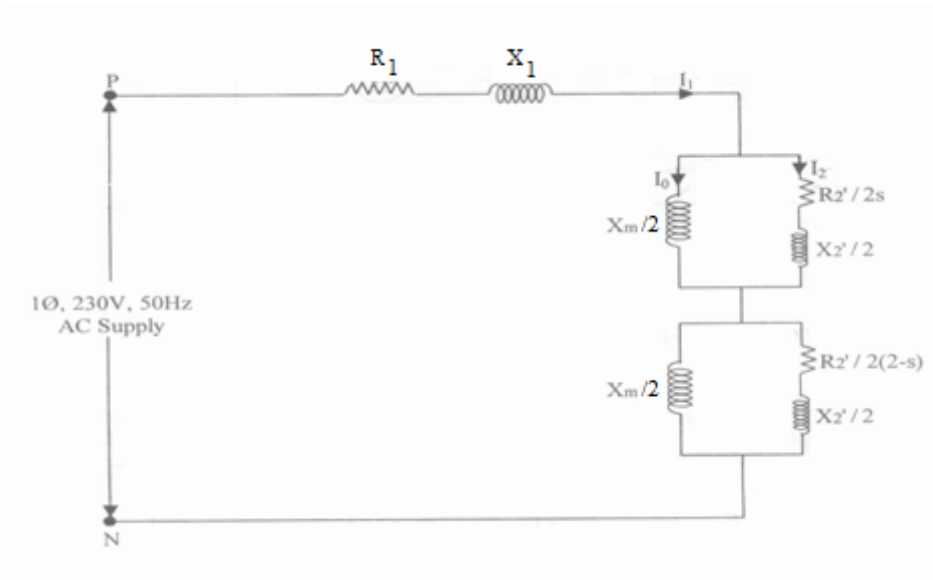 R1 X1
P
I1
I0 I2
R2'/2s
Xm/2
X2'/2
1Ø, 230V, 50Hz
AC Supply
R2'/2(2-s)
Xm/2
X2'/2
N